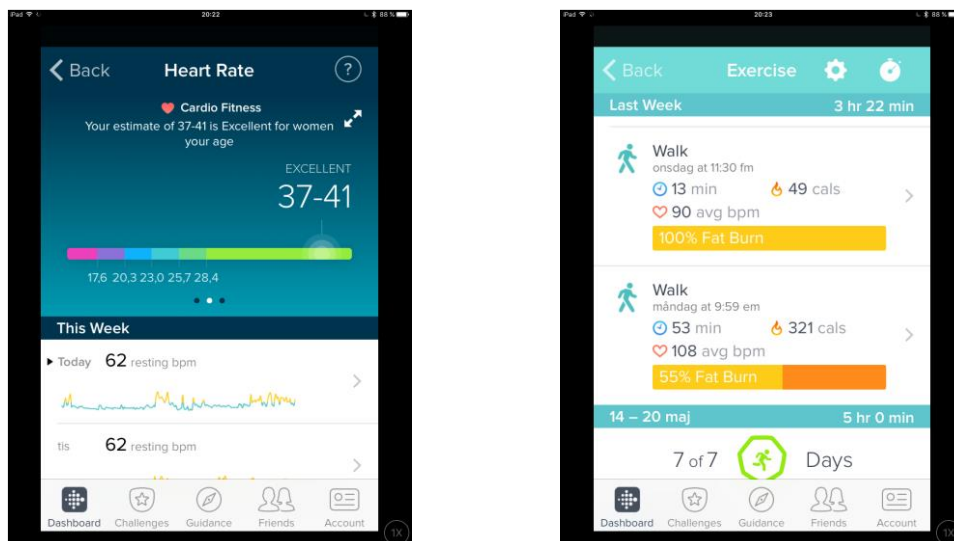 iPad 20:22 88 %
Back Heart Rate ?
Cardio Fitness
Your estimate of 37-41 is Excellent for women
your age
EXCELLENT
37-41
17,6 20,3 23,0 25,7 28,4
This Week
Today 62 resting bpm
tis 62 resting bpm
Dashboard Challenges Guidance Friends Account
1X
iPad 20:23 88 %
Back Exercise
Last Week 3 hr 22 min
Walk
onsdag at 11:30 fm
13 min 49 cals
90 avg bpm
100% Fat Burn
Walk
måndag at 9:59 em
53 min 321 cals
108 avg bpm
55% Fat Burn
14 – 20 maj 5 hr 0 min
7 of 7 Days
Dashboard Challenges Guidance Friends Account
1X